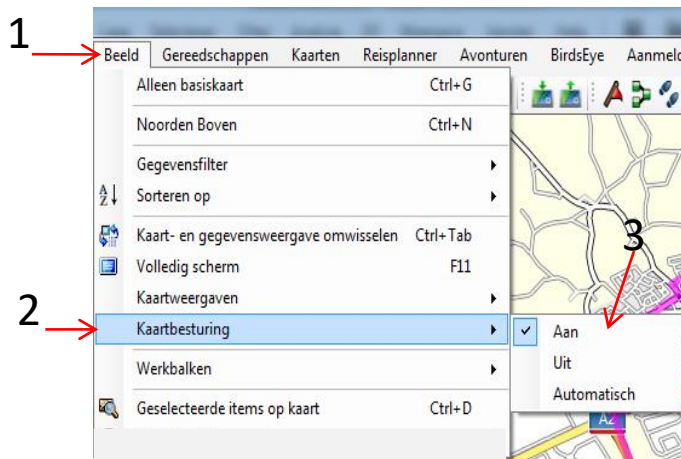 1
Beeld Gereedschappen Kaarten Reisplanner Avonturen BirdsEye Aanmeld
Alleen basiskaart Ctrl+G
Noorden Boven Ctrl+N
Gegevensfilter
A Z Sorteren op
Kaart- en gegevensweergave omwisselen Ctrl+Tab
3
Volledig scherm F11
Kaartweergaven
2
Kaartbesturing Aan
Uit
Werkbalken
Automatisch
Geselecteerde items op kaart Ctrl+D
A2